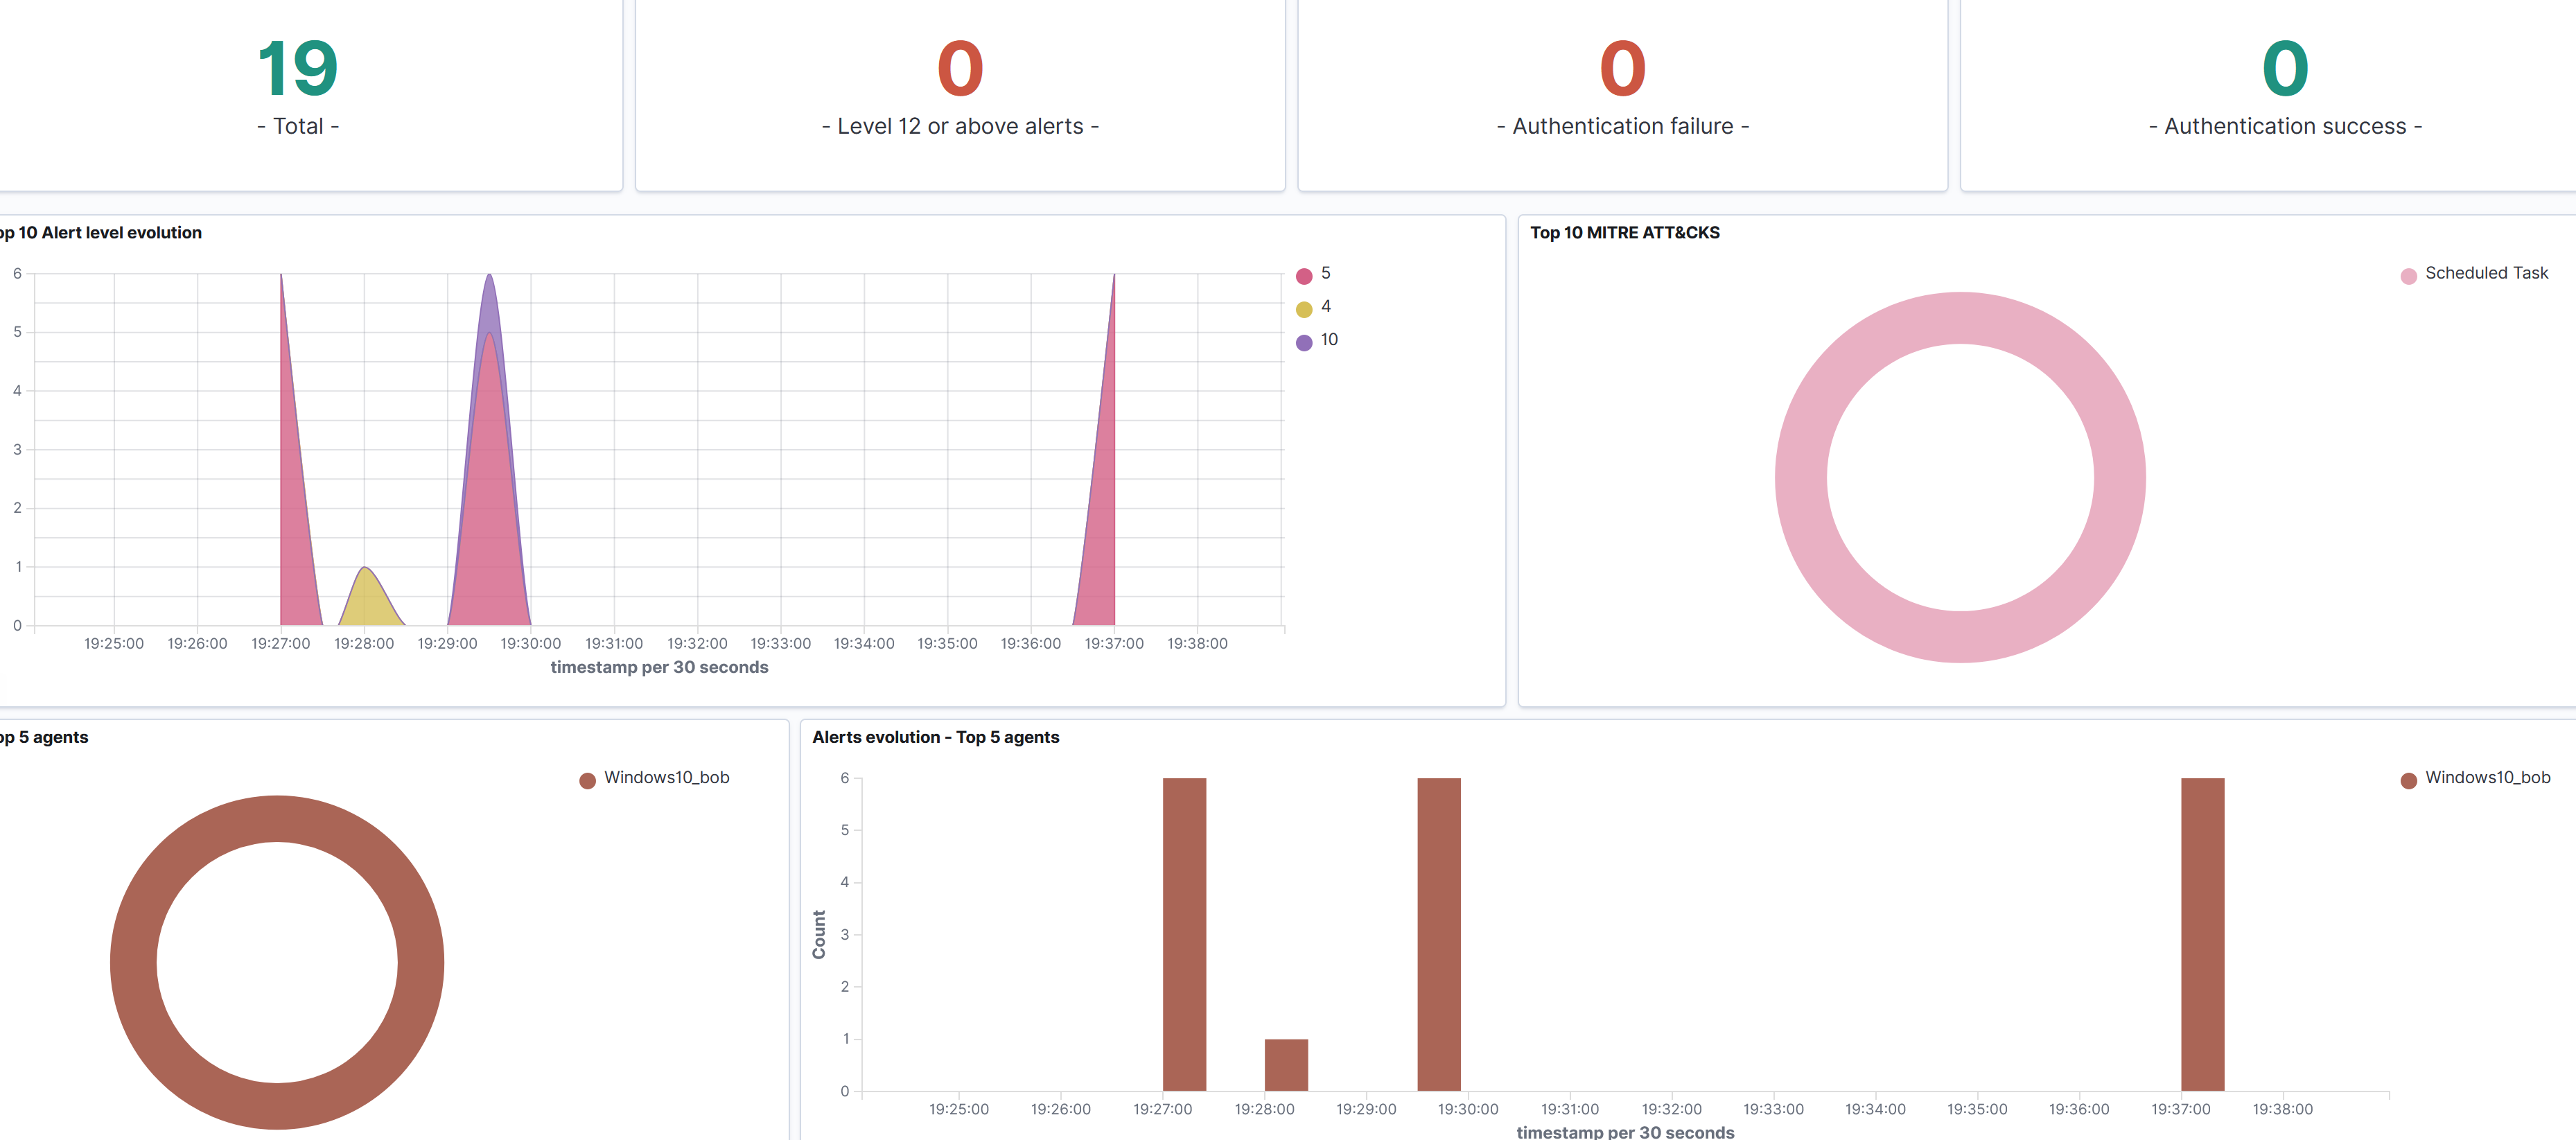 19
0
0
0
- Total -
- Level 12 or above alerts -
- Authentication failure -
- Authentication success -
op 10 Alert level evolution
6
5
4
3
2
1
0
19:25:00 19:26:00 19:27:00 19:28:00 19:29:00 19:30:00 19:31:00 19:32:00 19:33:00 19:34:00 19:35:00 19:36:00 19:37:00 19:38:00
timestamp per 30 seconds
5
4
10
Top 10 MITRE ATT&CKS
Scheduled Task
op 5 agents
Windows10_bob
Alerts evolution - Top 5 agents
6
5
4
3
2
1
0
Count
19:25:00 19:26:00 19:27:00 19:28:00 19:29:00 19:30:00 19:31:00 19:32:00 19:33:00 19:34:00 19:35:00 19:36:00 19:37:00 19:38:00
timestamp per 30 seconds
Windows10_bob